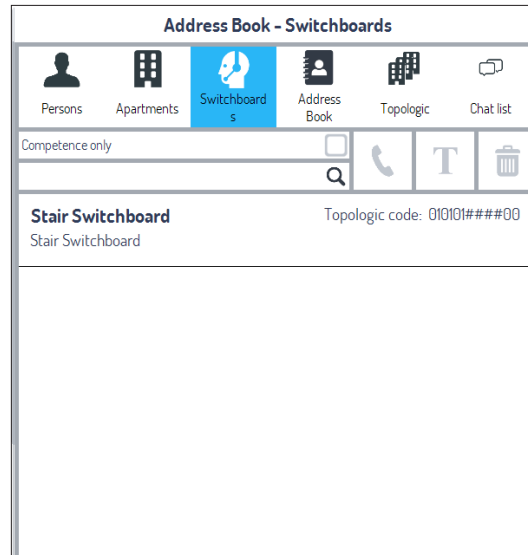 Address Book - Switchboards
Persons
Apartments
Switchboard
s
Address
Book
Topologic
Chat list
Competence only
T
Stair Switchboard
Topologic code: 010101####00
Stair Switchboard